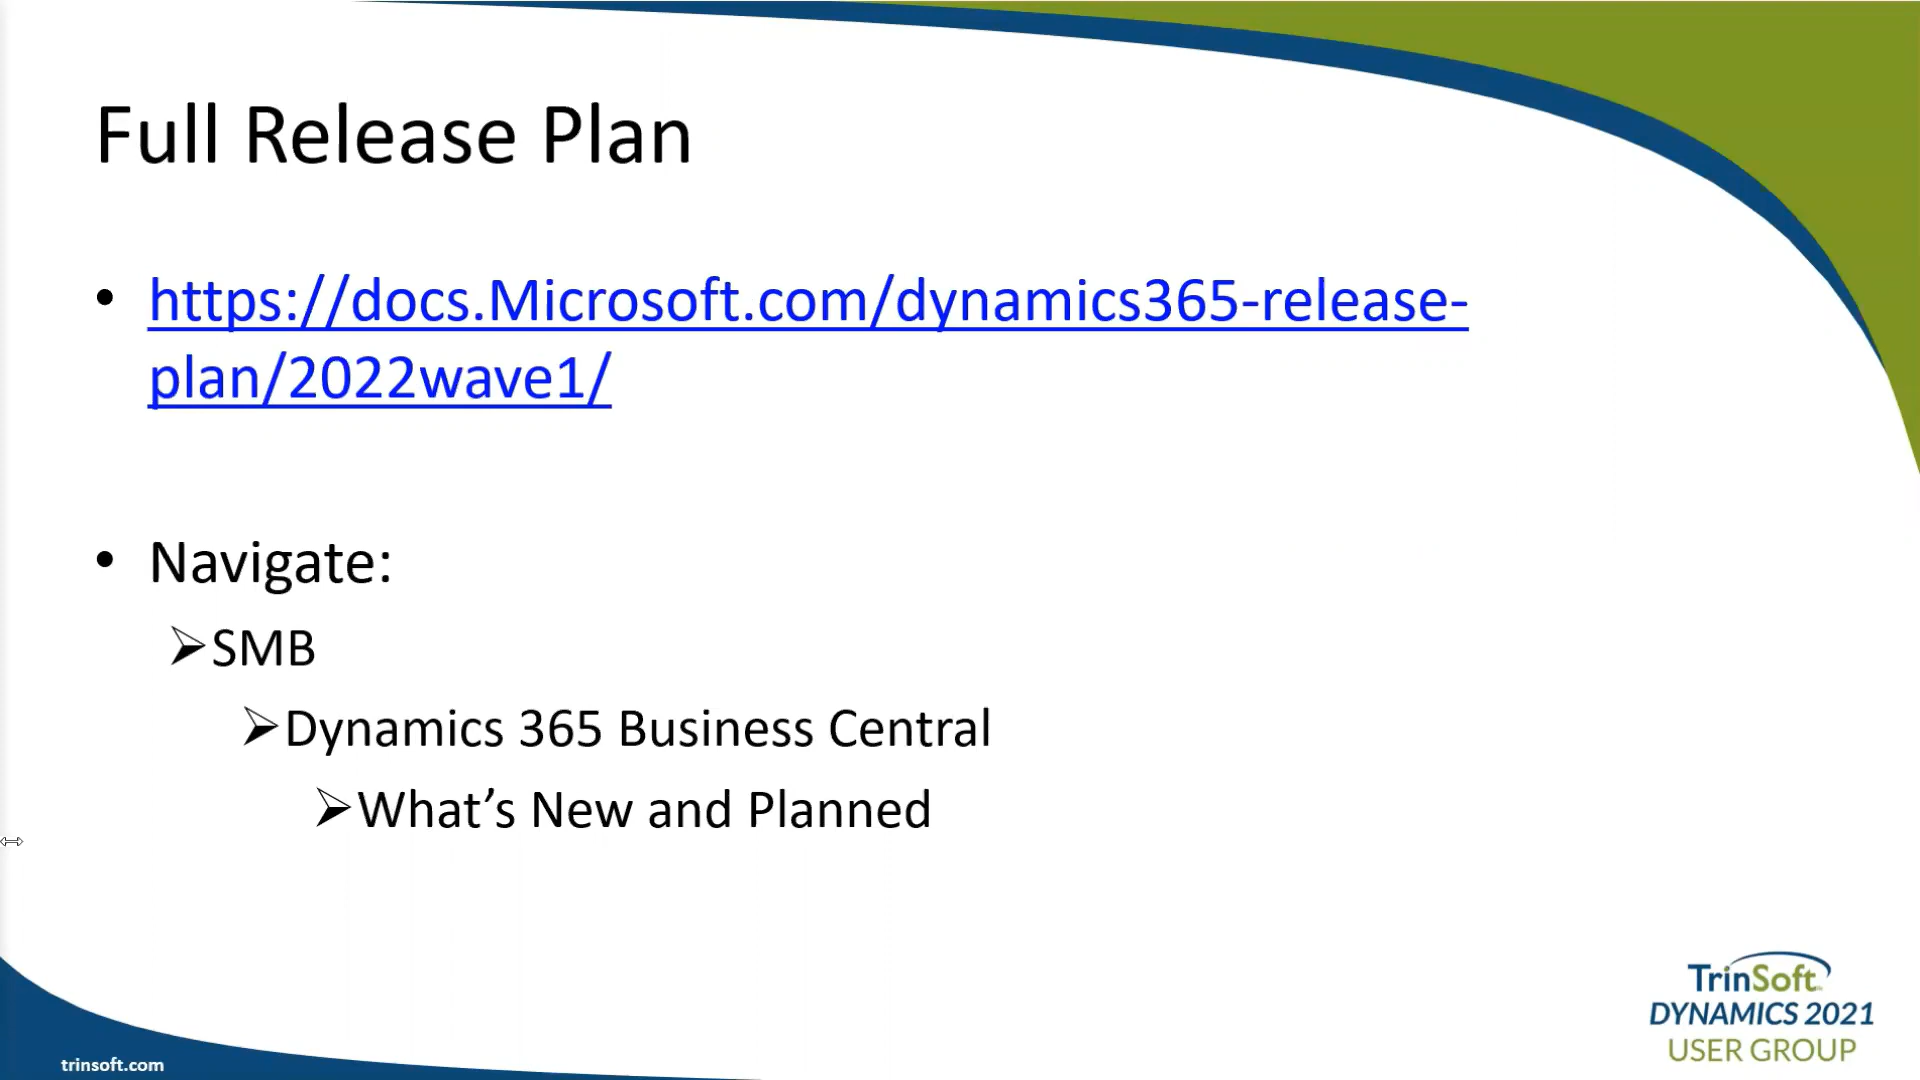 Full Release Plan
• https://docs.Microsoft.com/dynamics365-release-
plan/2022wave1/
• Navigate:
➢SMB
➢Dynamics 365 Business Central
➢What’s New and Planned
TrinSoft
DYNAMICS 2021
USER GROUP
trinsoft.com